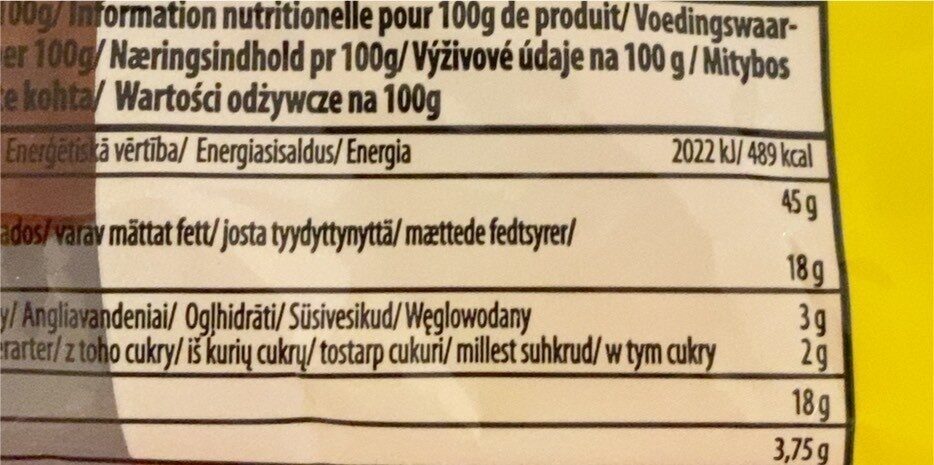 100g/ Information nutritionelle pour 100g de produit/ Voedingswaar-
er 100g/ Næringsindhold pr 100g/ Výživové údaje na 100 g / Mitybos
e kohta/ Wartości odżywcze na 100g
Enerģētiskā vērtība/ Energiasisaldus/ Energia 2022 kJ/ 489 kcal
45 g
ados/ varav mättat fett/ josta tyydyttynyttä/ mættede fedtsyrer/
18 g
y/ Angliavandeniai/ Ogļhidrāti/ Süsivesikud/ Węglowodany 3 g
rarter/ z toho cukry/ iš kurių cukrų/ tostarp cukuri/ millest suhkrud/ w tym cukry 2 g
18 g
3,75 g